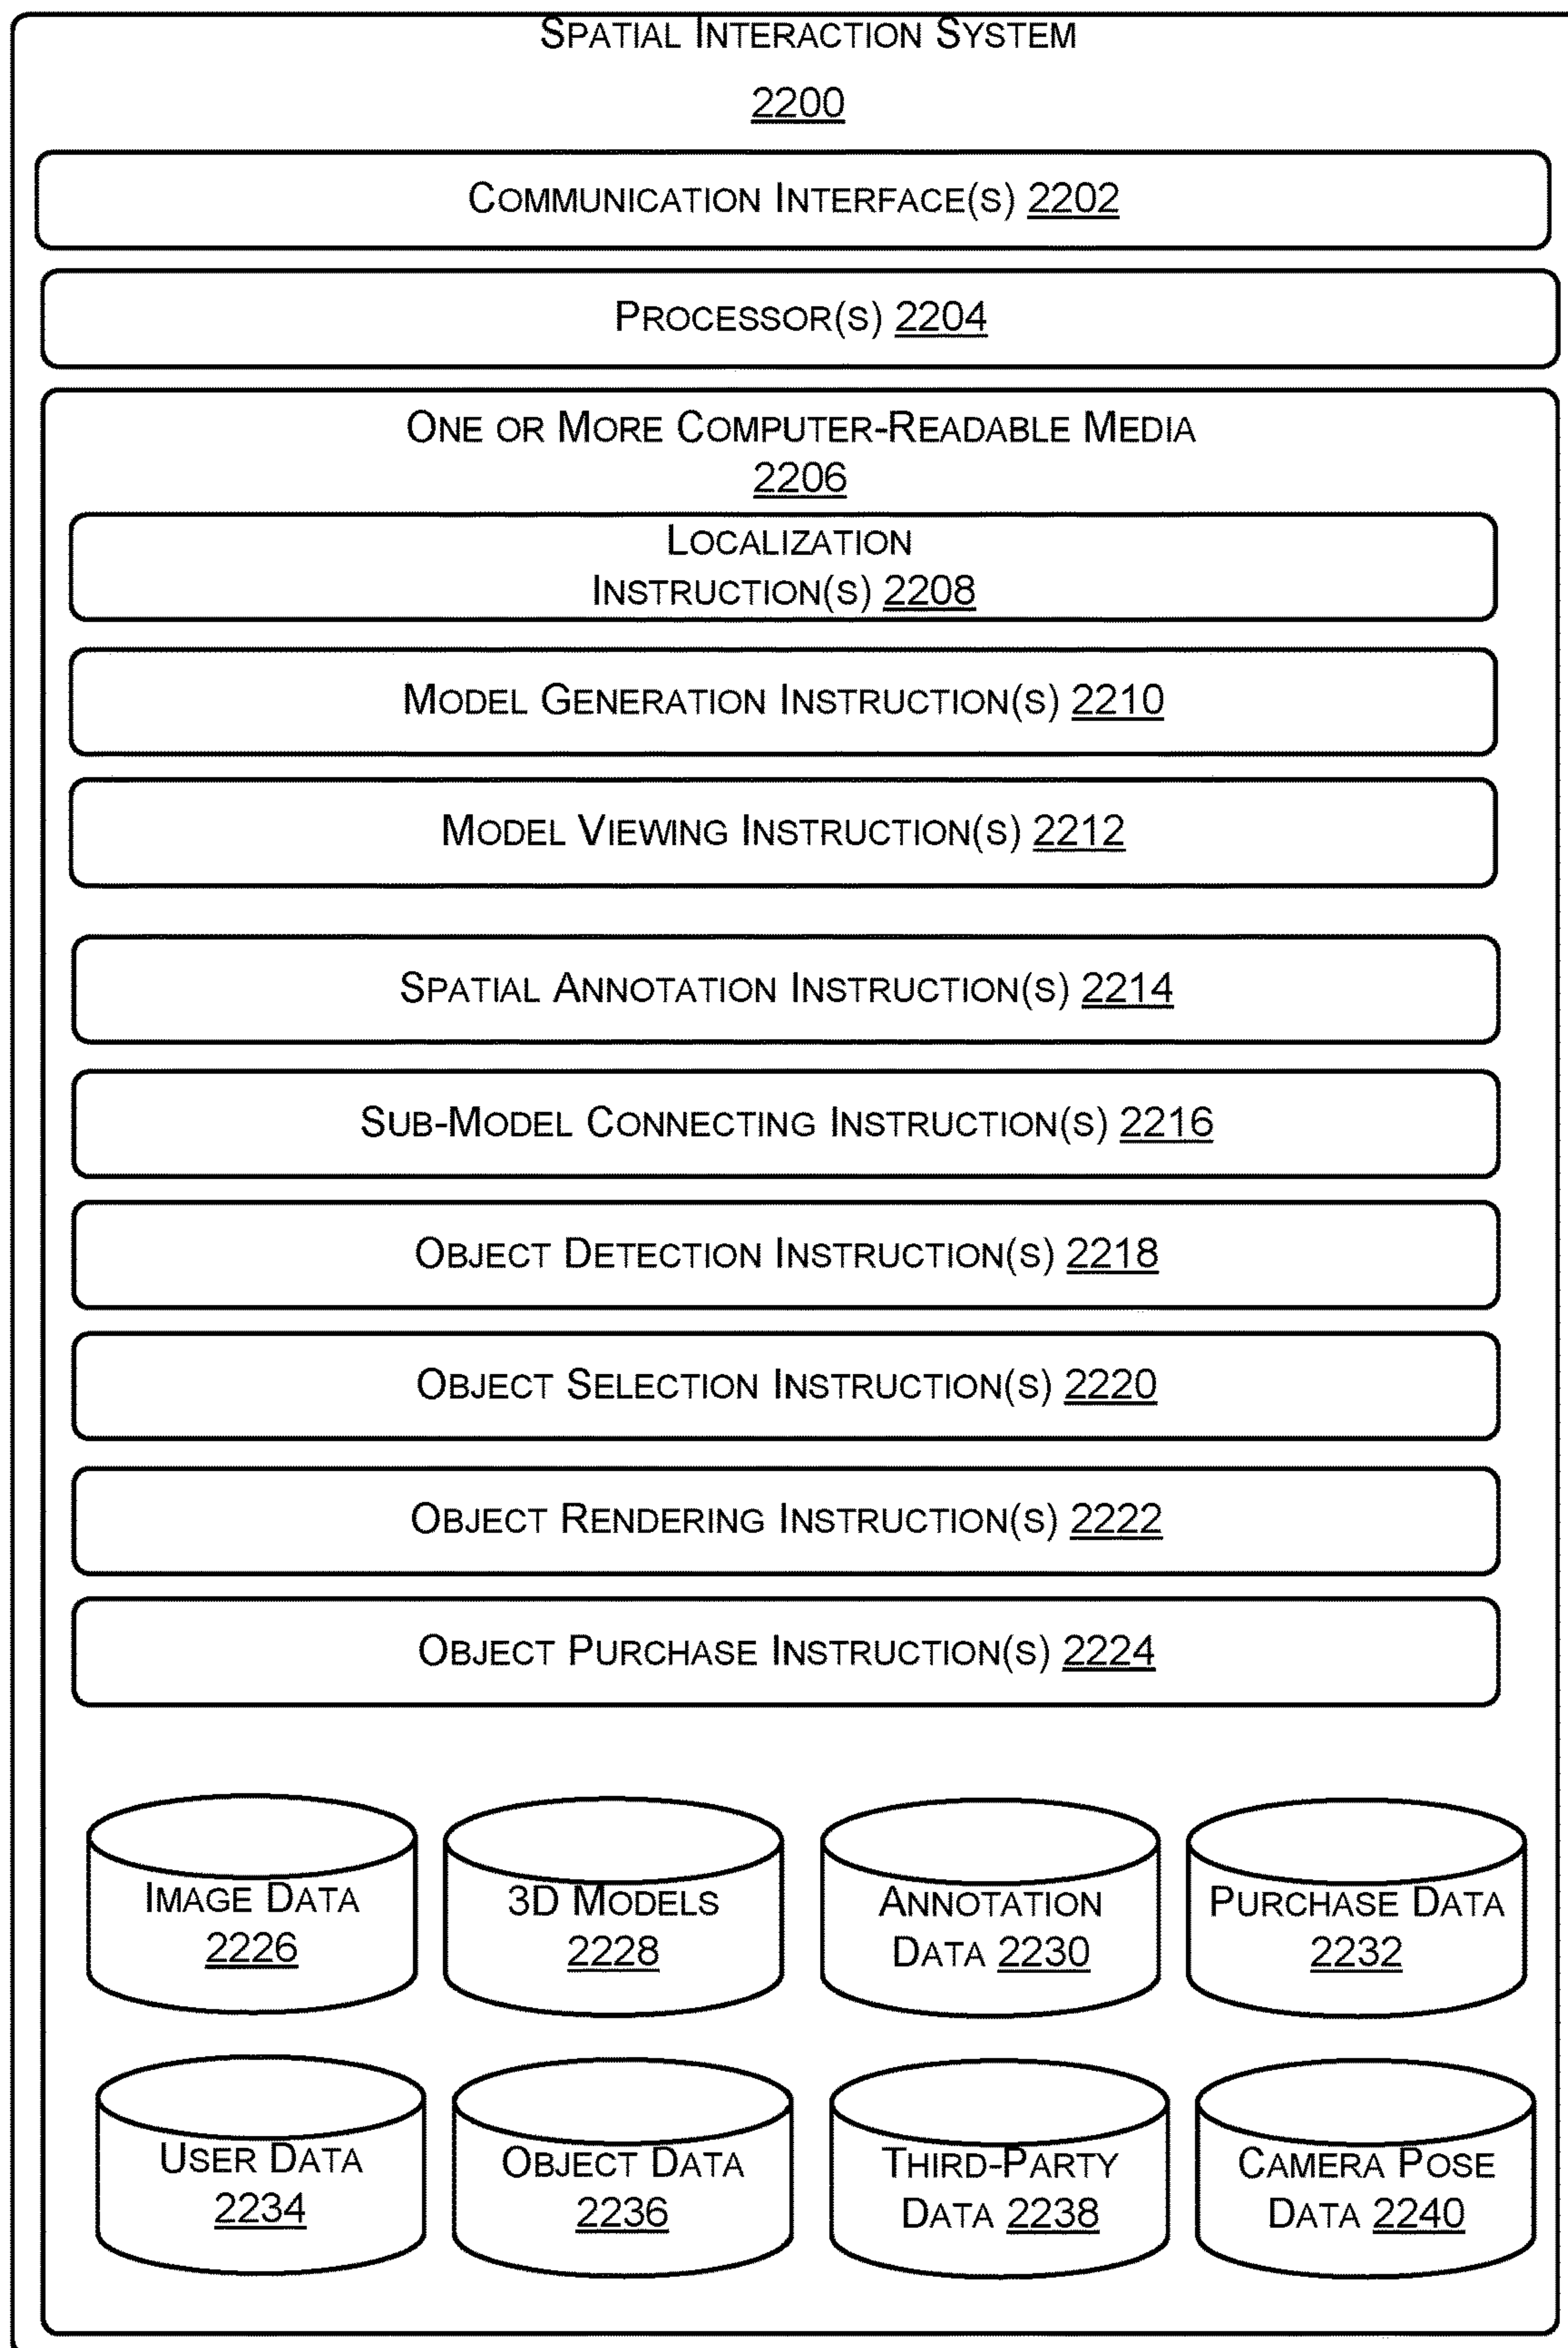 SPATIAL INTERACTION SYSTEM
2200
COMMUNICATION INTERFACE(S) 2202
PROCESSOR(S) 2204
ONE OR MORE COMPUTER-READABLE MEDIA
2206
LOCALIZATION
INSTRUCTION(S) 2208
MODEL GENERATION INSTRUCTION(S) 2210
MODEL VIEWING INSTRUCTION(S) 2212
SPATIAL ANNOTATION INSTRUCTION(S) 2214
SUB-MODEL CONNECTING INSTRUCTION(S) 2216
OBJECT DETECTION INSTRUCTION(S) 2218
OBJECT SELECTION INSTRUCTION(S) 2220
OBJECT RENDERING INSTRUCTION(S) 2222
OBJECT PURCHASE INSTRUCTION(S) 2224
IMAGE DATA
2226
3D MODELS
2228
ANNOTATION
DATA 2230
PURCHASE DATA
2232
USER DATA
2234
OBJECT DATA
2236
THIRD-PARTY
DATA 2238
CAMERA POSE
DATA 2240